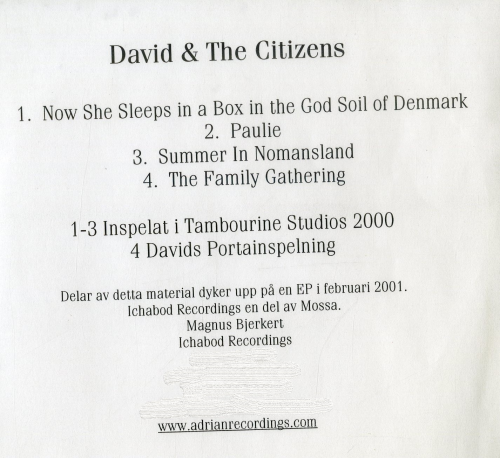 David & The Citizens
1. Now She Sleeps in a Box in the God Soil of Denmark
2. Paulie
3. Summer In Nomansland
4. The Family Gathering
1-3 Inspelat i Tambourine Studios 2000
4 Davids Portainspelning
Delar av detta material dyker upp på en EP i februari 2001.
Ichabod Recordings en del av Mossa.
Magnus Bjerkert
Ichabod Recordings
www.adrianrecordings.com